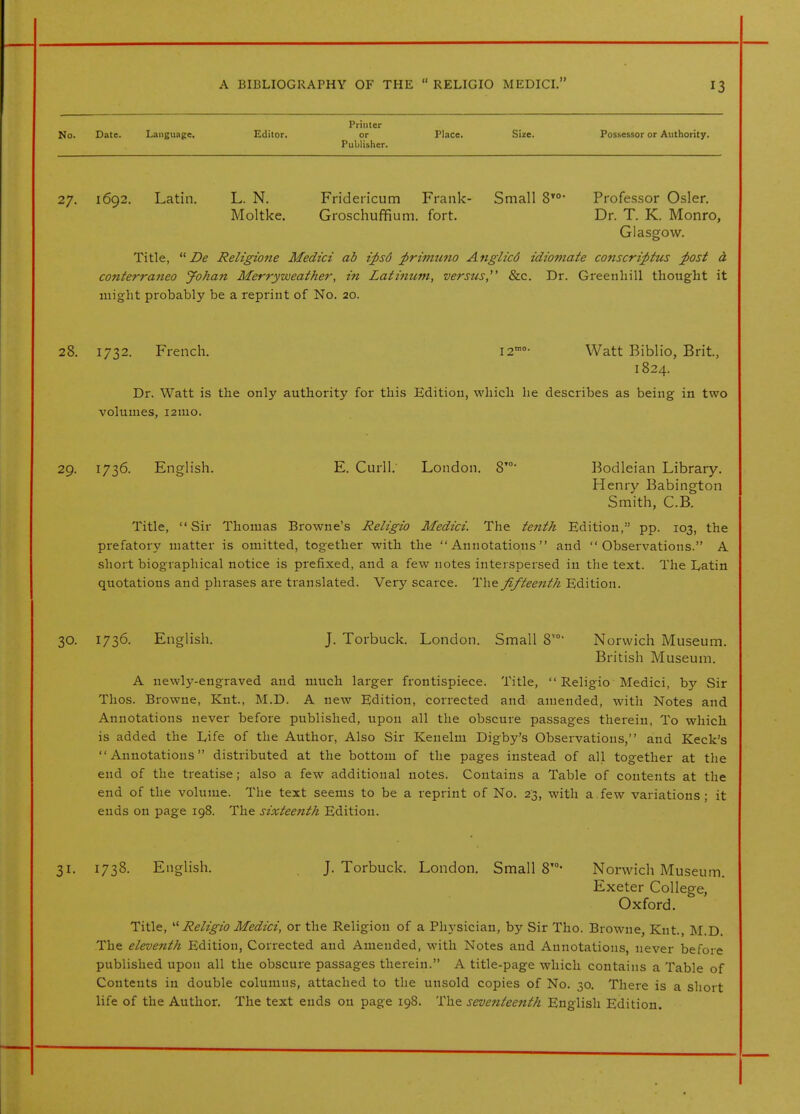 A BIBLIOGRAPHY OF THE “ RELIGIO MEDICI.” 13
No. Date. Language. Editor. Printer or Publisher. Place. Size. Possessor or Authority.
27. 1692. Latin. L. N. Fridericum Frank- Small 8vo. Professor Osler.
Moltke. Groschuffium. fort. Dr. T. K. Monro,
Glasgow.
Title, “De Religione Medici ab ipsó primuno Anglicó idiomate conscriptus post à
conterraneo Johan Merryweather, in Latinum, versus,” &c. Dr. Greenhill thought it
might probably be a reprint of No. 20.
28. 1732. French. 12mo. Watt Biblio, Brit.,
1824.
Dr. Watt is the only authority for this Edition, which he describes as being in two
volumes, 12mo.
29. 1736. English. E. Curll. London. 8vo. Bodleian Library.
Henry Babington
Smith, C.B.
Title, “Sir Thomas Browne's Religio Medici. The tenth Edition,” pp. 103, the
prefatory matter is omitted, together with the “Annotations” and “Observations.” A
short biographical notice is prefixed, and a few notes interspersed in the text. The Latin
quotations and phrases are translated. Very scarce. The fifteenth Edition.
30. 1736. English. J. Torbuck. London. Small 8vo. Norwich Museum.
British Museum.
A newly-engraved and much larger frontispiece. Title, “Religio Medici, by Sir
Thos. Browne, Knt., M.D. A new Edition, corrected and amended, with Notes and
Annotations never before published, upon all the obscure passages therein, To which
is added the Life of the Author, Also Sir Kenelm Digby's Observations,” and Keck's
“Annotations” distributed at the bottom of the pages instead of all together at the
end of the treatise; also a few additional notes. Contains a Table of contents at the
end of the volume. The text seems to be a reprint of No. 23, with a few variations; it
ends on page 198. The sixteenth Edition.
31. 1738. English. J. Torbuck. London. Small 8vo. Norwich Museum.
Exeter College,
Oxford.
Title, “Religio Medici, or the Religion of a Physician, by Sir Tho. Browne, Knt., M.D.
The eleventh Edition, Corrected and Amended, with Notes and Annotations, never before
published upon all the obscure passages therein.” A title-page which contains a Table of
Contents in double columns, attached to the unsold copies of No. 30. There is a short
life of the Author. The text ends on page 198. The seventeenth English Edition.